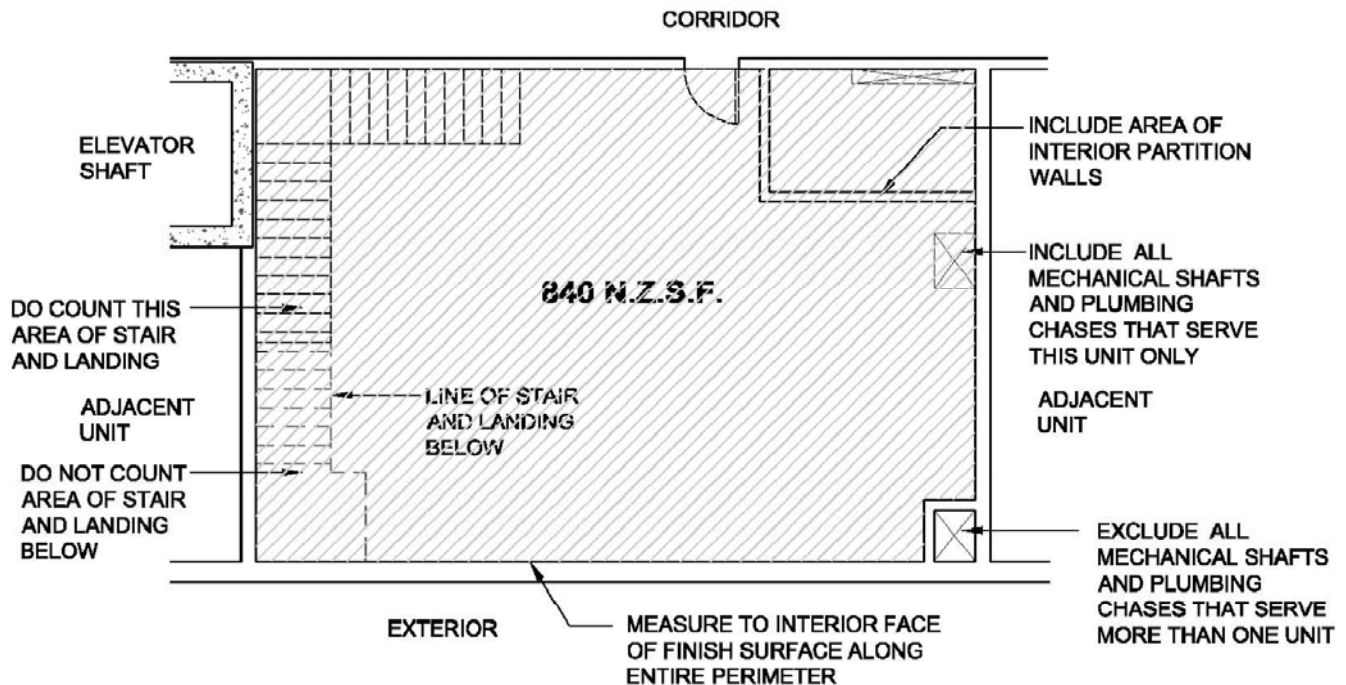 CORRIDOR
ELEVATOR
SHAFT
INCLUDE AREA OF
INTERIOR PARTITION
WALLS
INCLUDE ALL
MECHANICAL SHAFTS
AND PLUMBING
CHASES THAT SERVE
THIS UNIT ONLY
840 N.Z.S.F.
DO COUNT THIS
AREA OF STAIR
AND LANDING
LINE OF STAIR
AND LANDING
BELOW
ADJACENT
UNIT
ADJACENT
UNIT
DO NOT COUNT
AREA OF STAIR
AND LANDING
BELOW
EXCLUDE ALL
MECHANICAL SHAFTS
AND PLUMBING
CHASES THAT SERVE
MORE THAN ONE UNIT
EXTERIOR
MEASURE TO INTERIOR FACE
OF FINISH SURFACE ALONG
ENTIRE PERIMETER